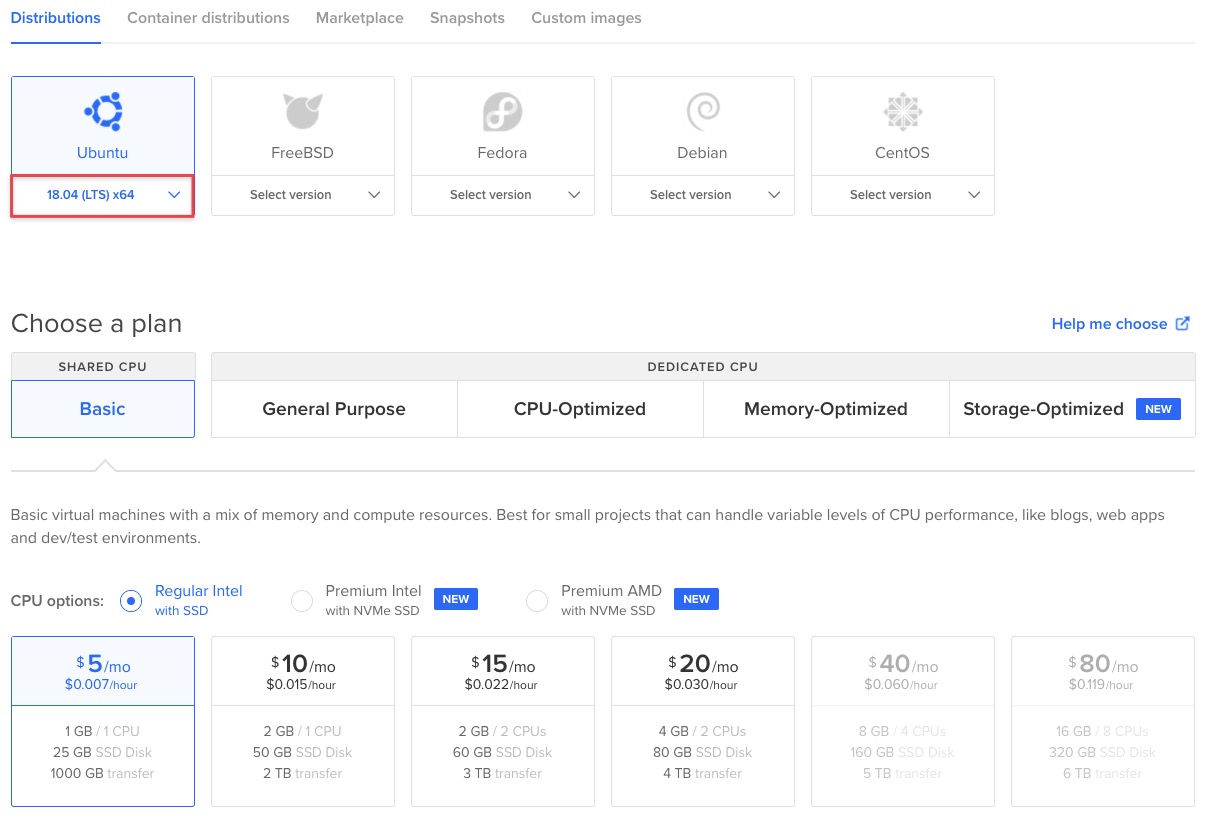 Distributions Container distributions Marketplace Snapshots Custom images
Ubuntu FreeBSD Fedora Debian CentOS
18.04 (LTS) x64 Select version Select version Select version Select version
Choose a plan Help me choose
SHARED CPU DEDICATED CPU
Basic General Purpose CPU-Optimized Memory-Optimized Storage-Optimized NEW
Basic virtual machines with a mix of memory and compute resources. Best for small projects that can handle variable levels of CPU performance, like blogs, web apps
and dev/test environments.
CPU options: Regular Intel with SSD Premium Intel with NVMe SSD NEW Premium AMD with NVMe SSD NEW
$5/mo $10/mo $15/mo $20/mo $40/mo $80/mo
$0.007/hour $0.015/hour $0.022/hour $0.030/hour $0.060/hour $0.119/hour
1 GB / 1 CPU 2 GB / 1 CPU 2 GB / 2 CPUs 4 GB / 2 CPUs 8 GB / 4 CPUs 16 GB / 8 CPUs
25 GB SSD Disk 50 GB SSD Disk 60 GB SSD Disk 80 GB SSD Disk 160 GB SSD Disk 320 GB SSD Disk
1000 GB transfer 2 TB transfer 3 TB transfer 4 TB transfer 5 TB transfer 6 TB transfer